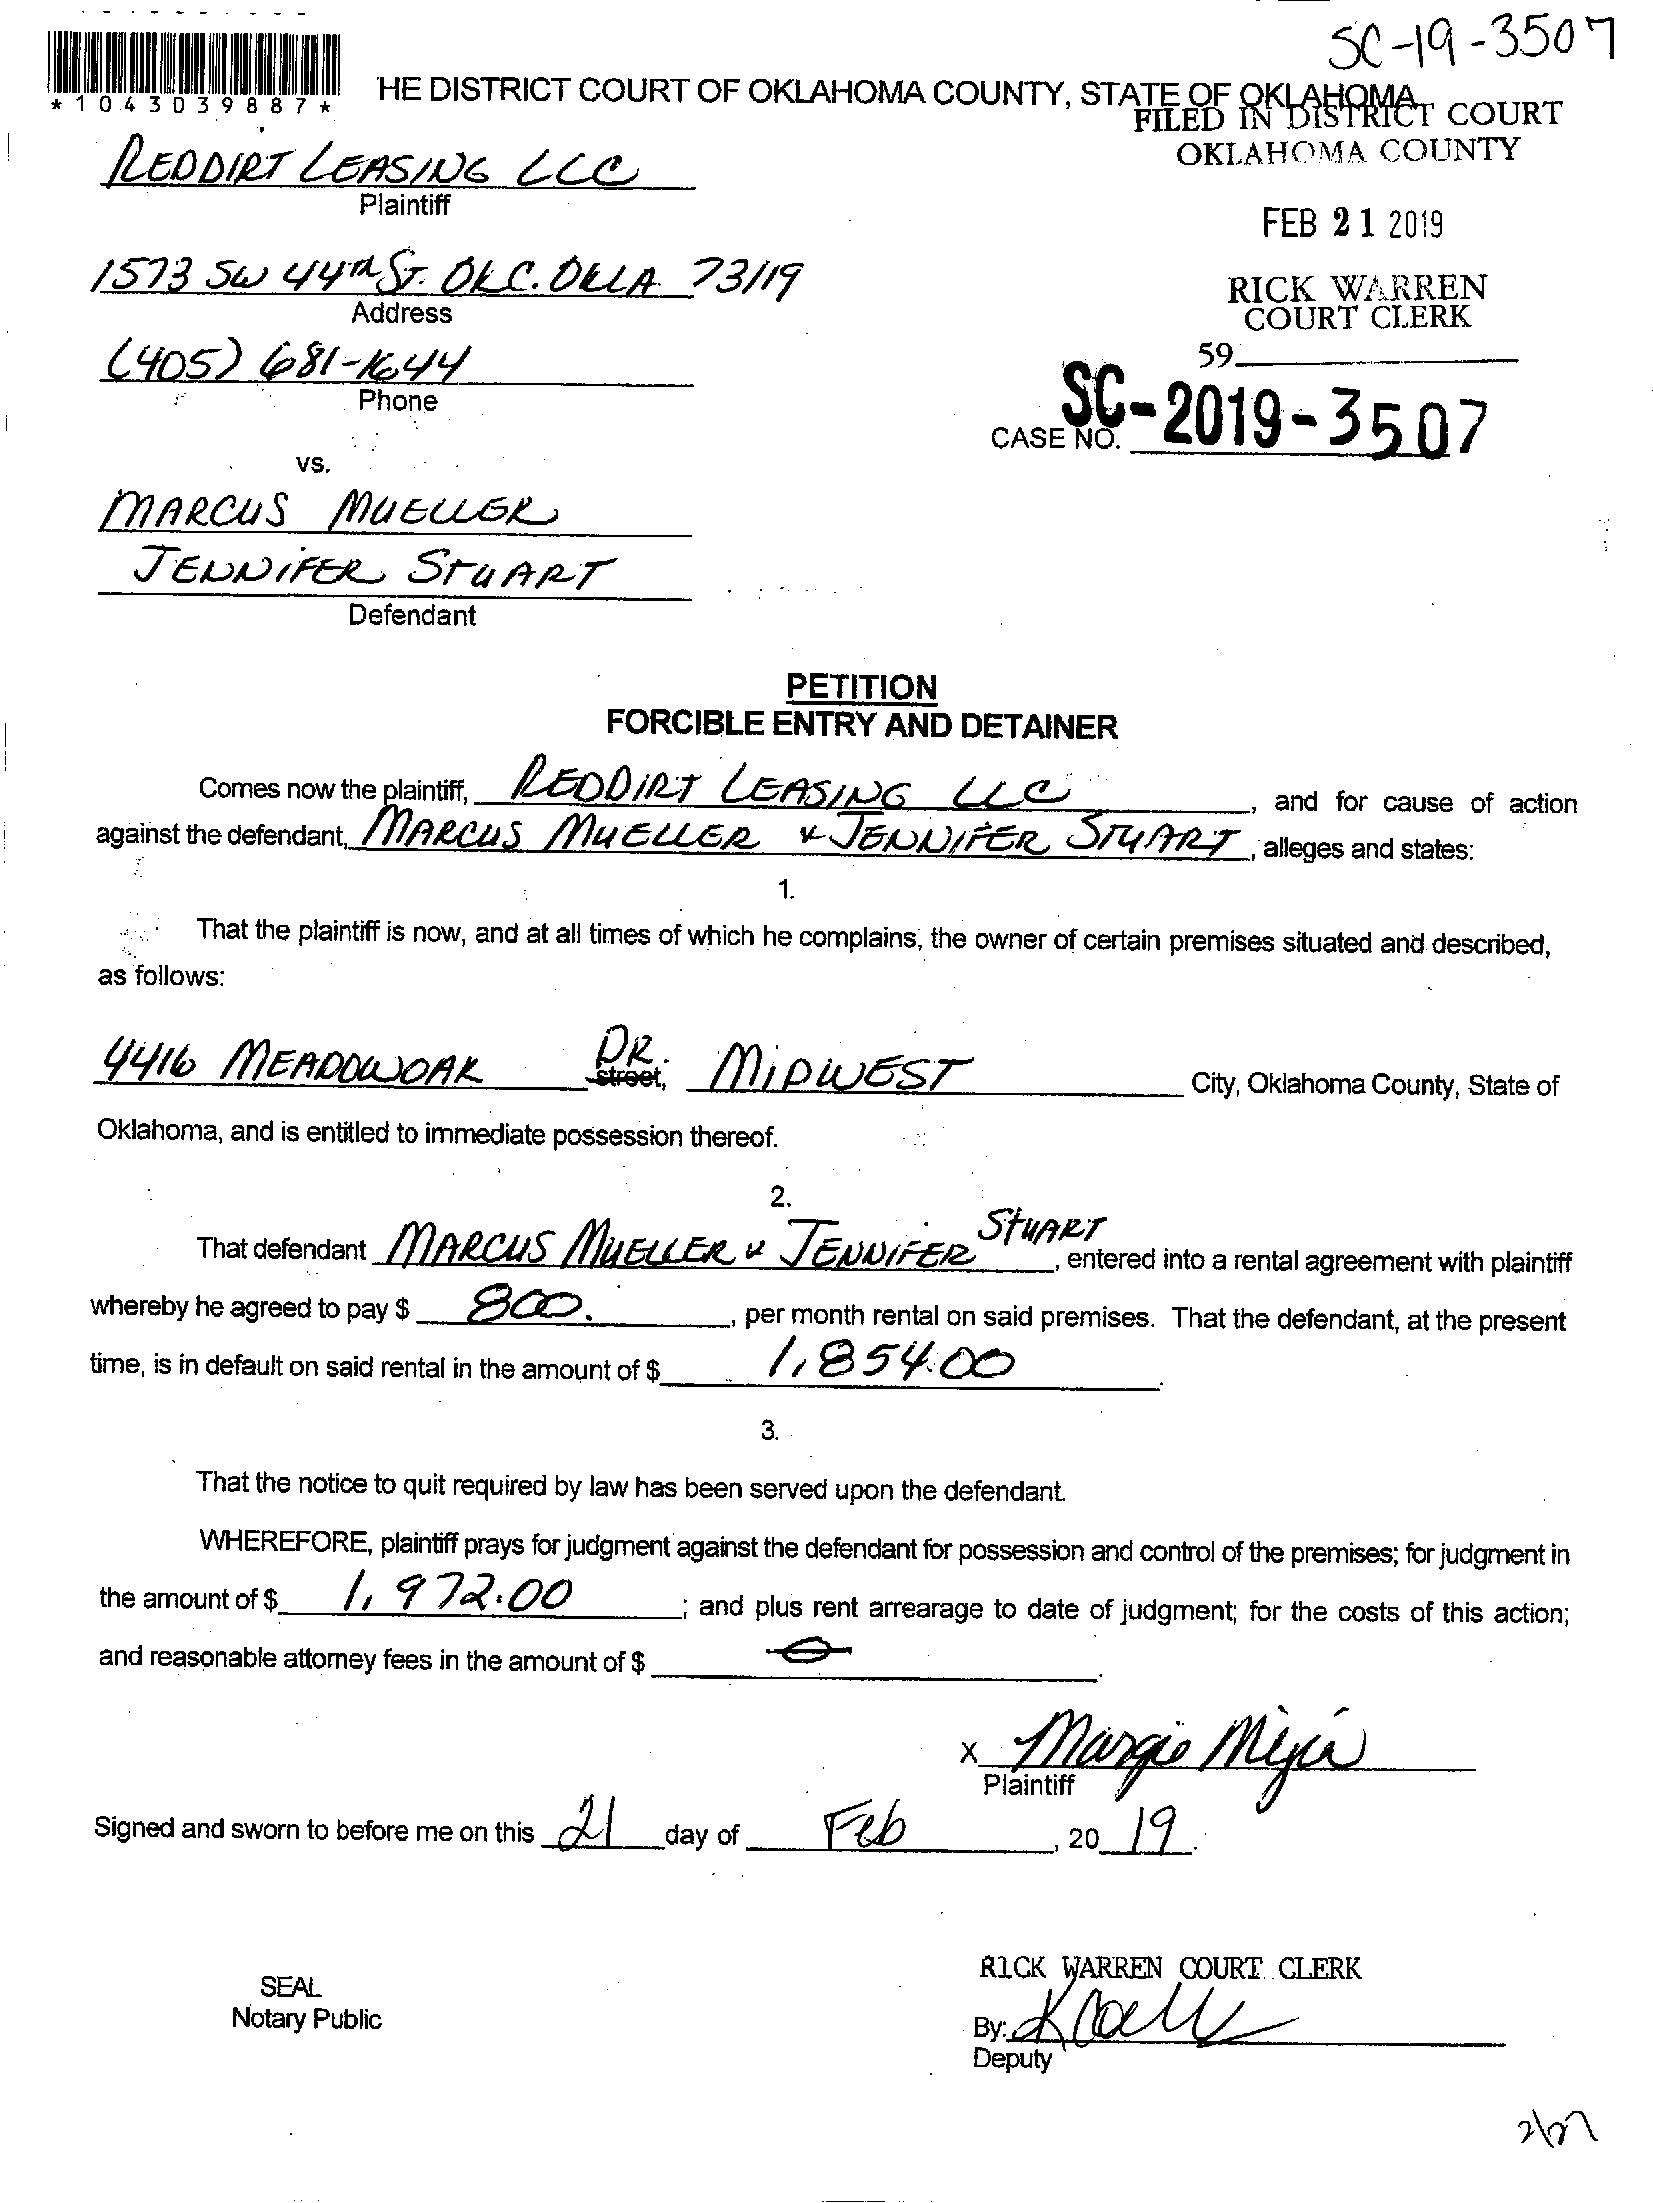 SC-19-3507
*1043039887*
HE DISTRICT COURT OF OKLAHOMA COUNTY, STATE OF OKLAHOMA
FILED IN DISTRICT COURT
OKLAHOMA COUNTY
REDDIRT LEASING LLC
Plaintiff
FEB 21 2019
1573 SW 44TH ST. OKC. OKLA 73119
Address
RICK WARREN
COURT CLERK
(405) 681-1644
Phone
59
CASE NO. SC-2019-3507
vs.
MARCUS MUELLER
JENNIFER STUART
Defendant
PETITION
FORCIBLE ENTRY AND DETAINER
Comes now the plaintiff, REDDIRT LEASING LLC, and for cause of action
against the defendant, MARCUS MUELLER & JENNIFER STUART, alleges and states:
1.
That the plaintiff is now, and at all times of which he complains, the owner of certain premises situated and described,
as follows:
4416 MEADOWOAK DR. street, MIDWEST City, Oklahoma County, State of
Oklahoma, and is entitled to immediate possession thereof.
2.
That defendant MARCUS MUELLER & JENNIFER STUART, entered into a rental agreement with plaintiff
whereby he agreed to pay $ 800., per month rental on said premises. That the defendant, at the present
time, is in default on said rental in the amount of $ 1,854.00.
3.
That the notice to quit required by law has been served upon the defendant.
WHEREFORE, plaintiff prays for judgment against the defendant for possession and control of the premises; for judgment in
the amount of $ 1,972.00; and plus rent arrearage to date of judgment; for the costs of this action;
and reasonable attorney fees in the amount of $ 0.
X Margie Mejia
Plaintiff
Signed and sworn to before me on this 21 day of Feb, 2019.
RICK WARREN COURT CLERK
SEAL
Notary Public
By:
Deputy
2/27